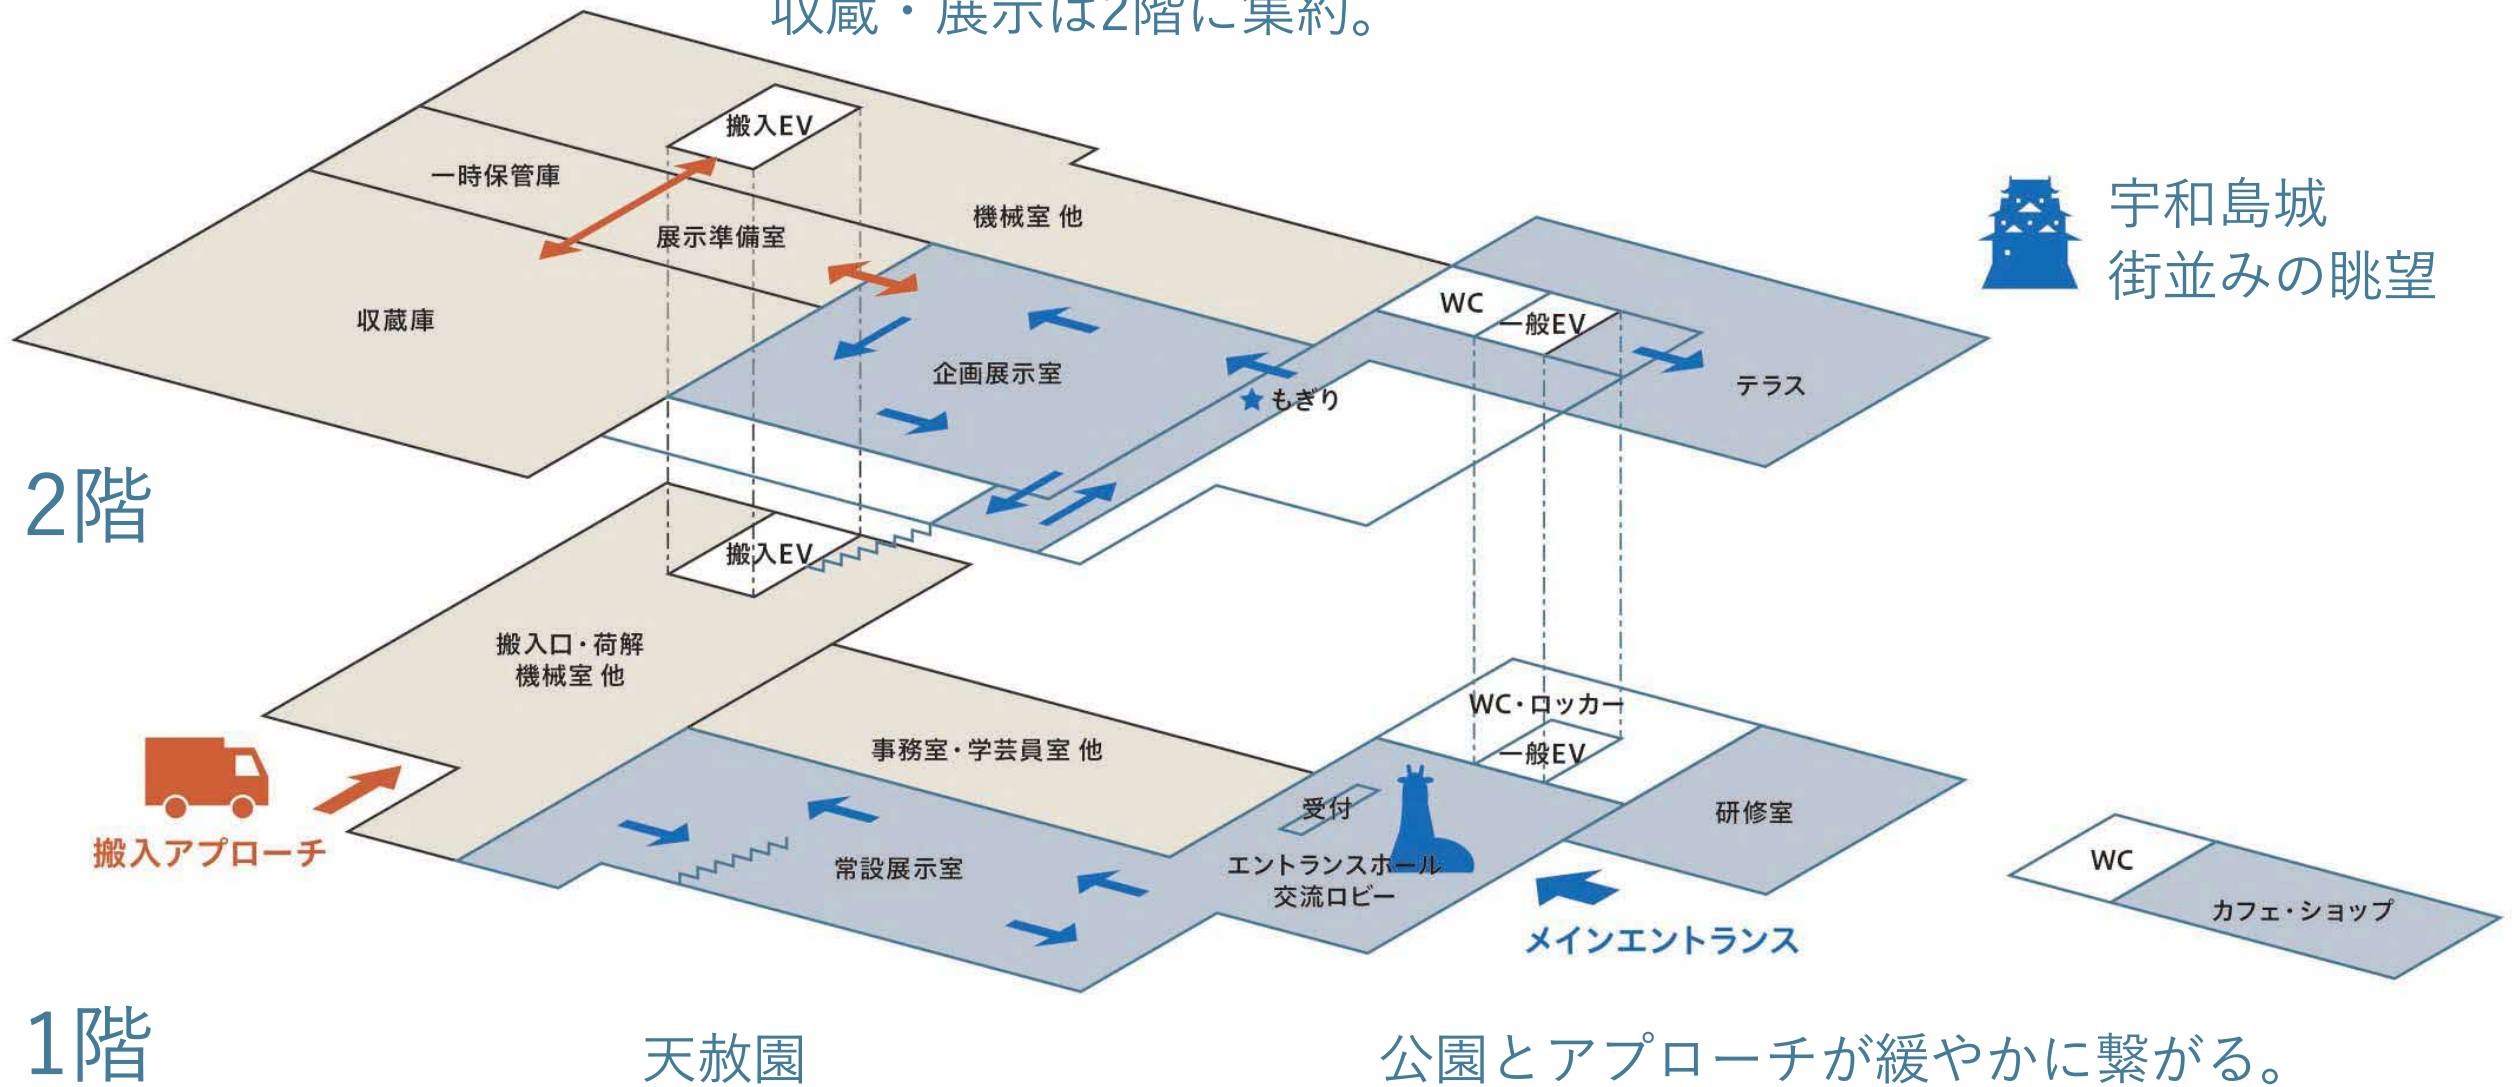 収蔵・展示は2階に集約。
搬入EV
一時保管庫
機械室 他
展示準備室
収蔵庫
企画展示室
もぎり
WC
一般EV
テラス
宇和島城
街並みの眺望
2階
搬入EV
搬入口・荷解
機械室 他
搬入アプローチ
事務室・学芸員室 他
常設展示室
WC・ロッカー
一般EV
受付
エントランスホール
交流ロビー
研修室
メインエントランス
WC
カフェ・ショップ
1階
天赦園
公園とアプローチが緩やかに繋がる。